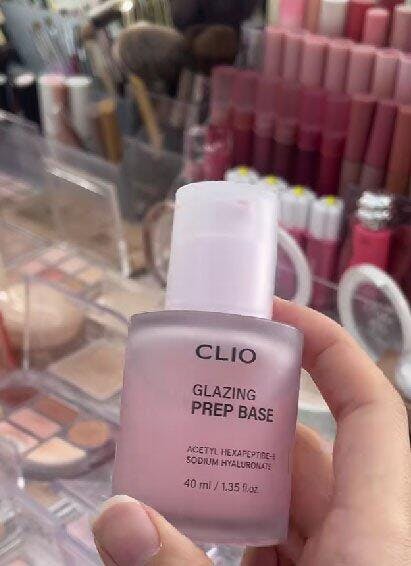 CLIO
GLAZING
PREP BASE
ACETYL HEXAPEPTIDE-8
SODIUM HYALURONATE
40 ml / 1.35 fl.oz.